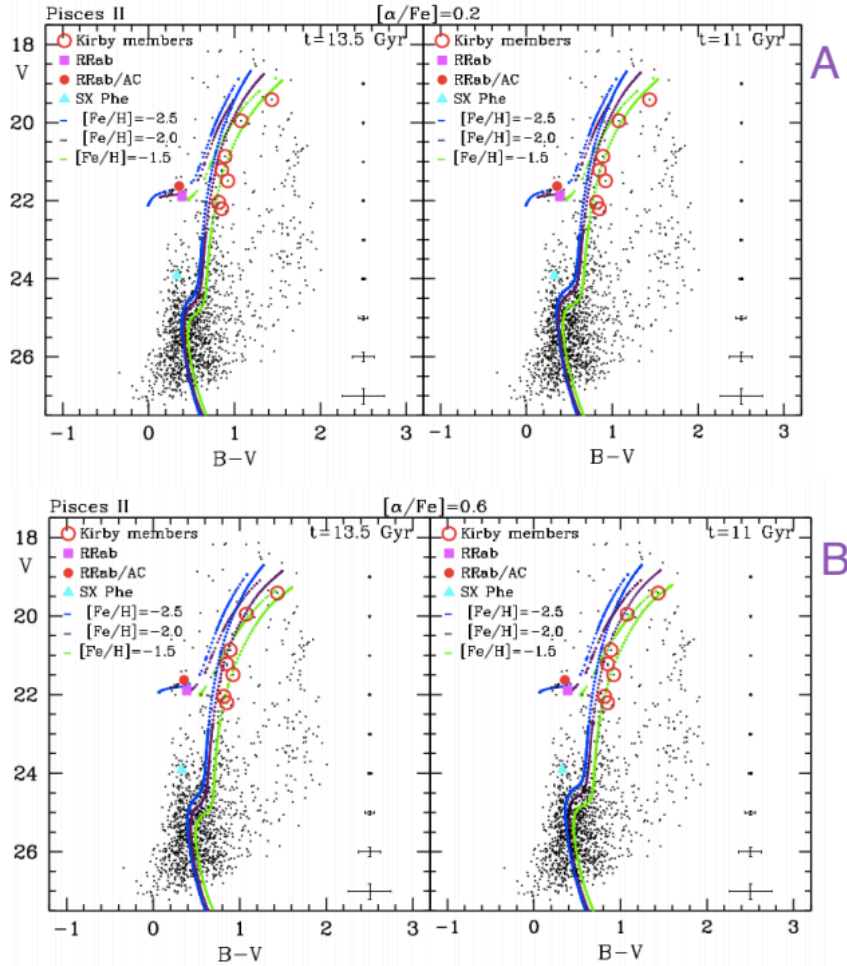 Pisces II [α/Fe]=0.2
18
20
22
24
26
V
Kirby members
RRab
RRab/AC
SX Phe
[Fe/H]=−2.5
[Fe/H]=−2.0
[Fe/H]=−1.5
t=13.5 Gyr
−1 0 1 2 3
B−V
Kirby members
RRab
RRab/AC
SX Phe
[Fe/H]=−2.5
[Fe/H]=−2.0
[Fe/H]=−1.5
t=11 Gyr
−1 0 1 2 3
B−V
A
Pisces II [α/Fe]=0.6
18
20
22
24
26
V
Kirby members
RRab
RRab/AC
SX Phe
[Fe/H]=−2.5
[Fe/H]=−2.0
[Fe/H]=−1.5
t=13.5 Gyr
−1 0 1 2 3
B−V
Kirby members
RRab
RRab/AC
SX Phe
[Fe/H]=−2.5
[Fe/H]=−2.0
[Fe/H]=−1.5
t=11 Gyr
−1 0 1 2 3
B−V
B